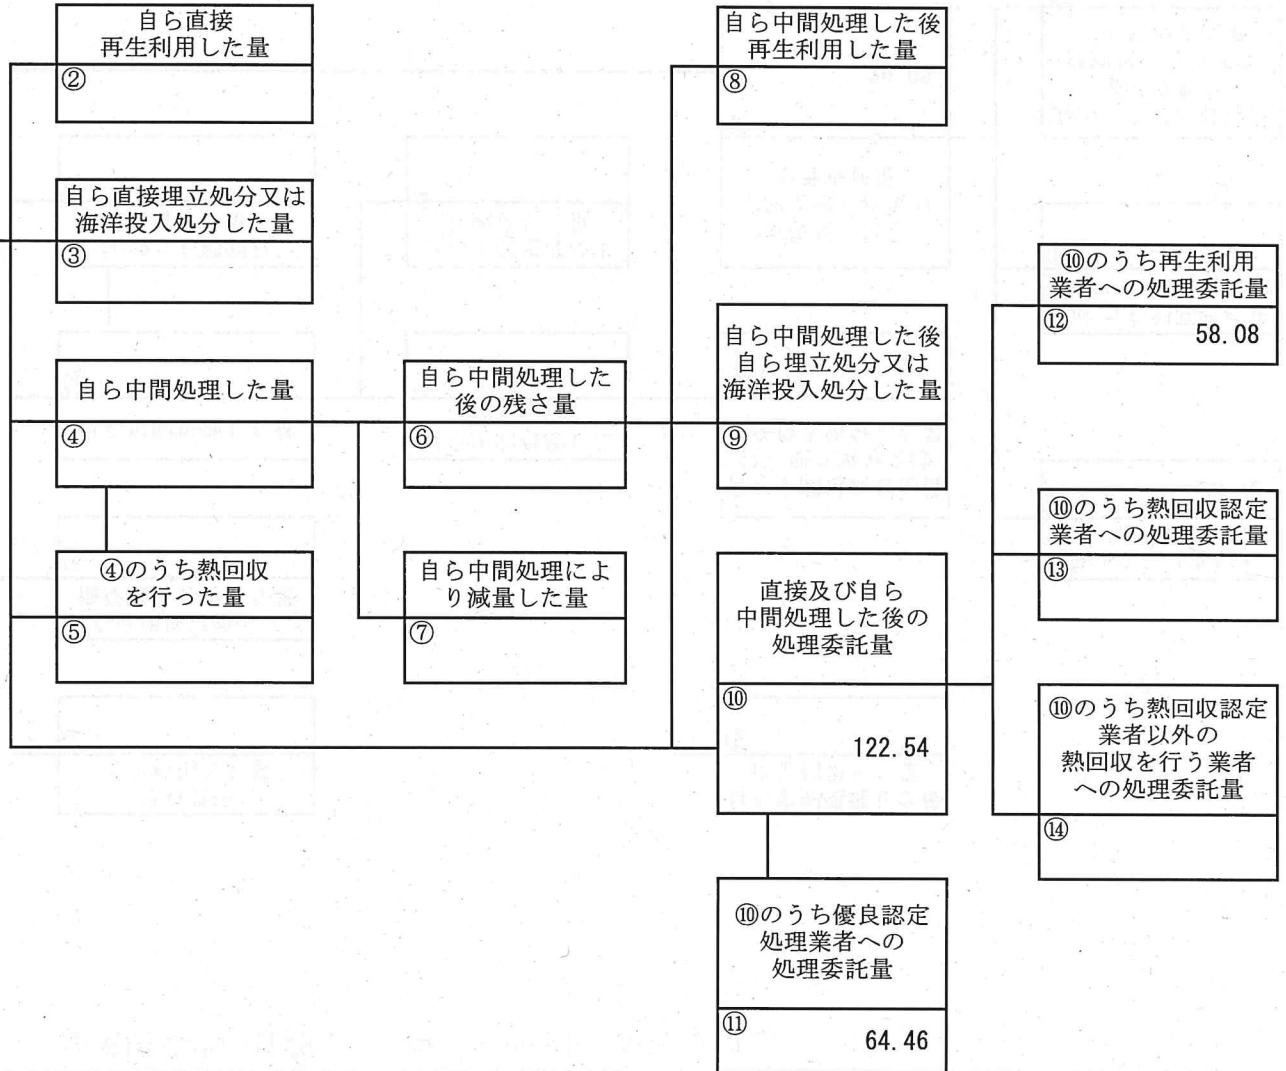 自ら直接
再生利用した量
②
自ら直接埋立処分又は
海洋投入処分した量
③
自ら中間処理した量
④
④のうち熱回収
を行った量
⑤
自ら中間処理した
後の残さ量
⑥
自ら中間処理によ
り減量した量
⑦
自ら中間処理した後
再生利用した量
⑧
自ら中間処理した後
自ら埋立処分又は
海洋投入処分した量
⑨
直接及び自ら
中間処理した後の
処理委託量
⑩
122.54
⑩のうち優良認定
処理業者への
処理委託量
⑪
64.46
⑩のうち再生利用
業者への処理委託量
⑫
58.08
⑩のうち熱回収認定
業者への処理委託量
⑬
⑩のうち熱回収認定
業者以外の
熱回収を行う業者
への処理委託量
⑭